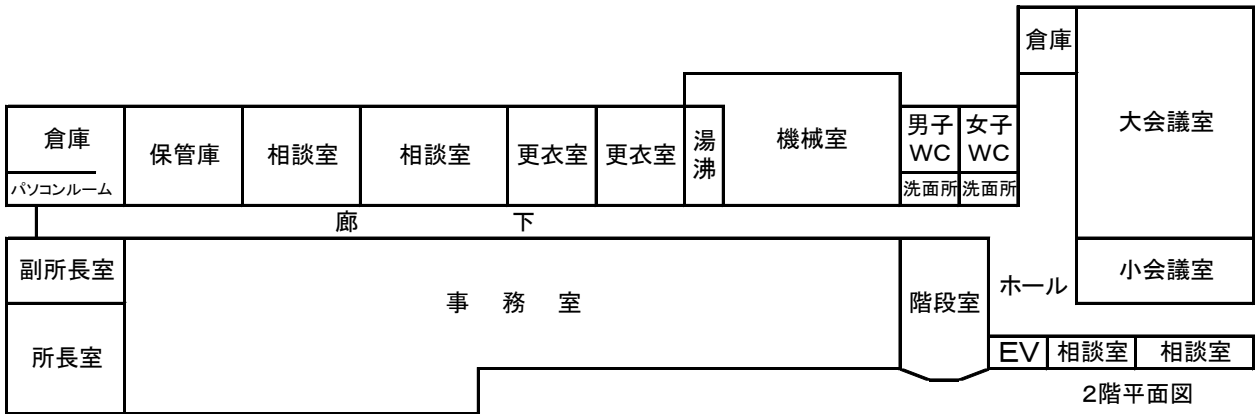 倉庫
大会議室
倉庫
パソコンルーム
保管庫
相談室
相談室
更衣室
更衣室
湯沸
機械室
男子WC
女子WC
洗面所
洗面所
廊下
副所長室
所長室
事務室
階段室
ホール
小会議室
EV
相談室
相談室
2階平面図